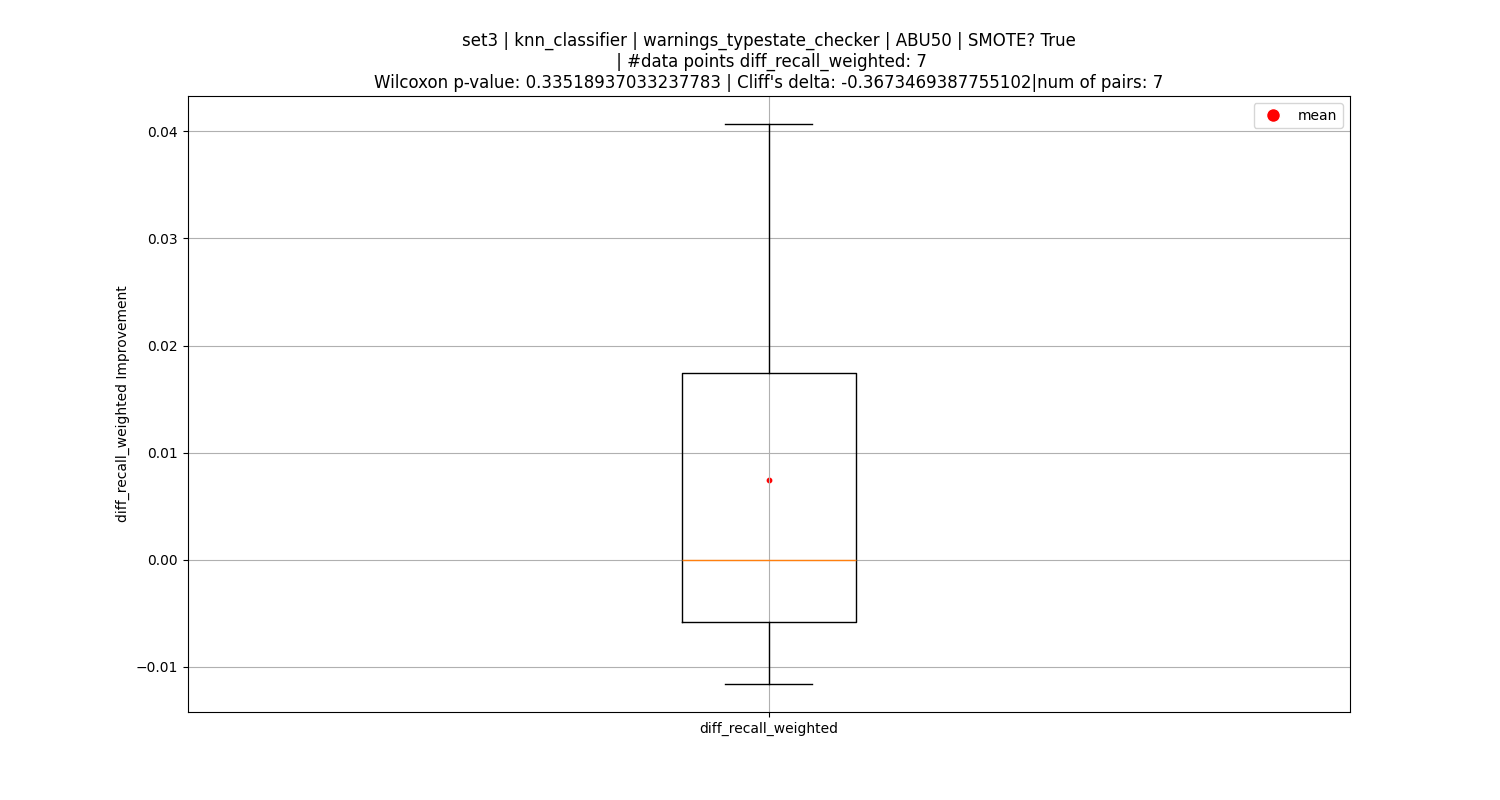 set3 | knn_classifier | warnings_typestate_checker | ABU50 | SMOTE? True
| #data points diff_recall_weighted: 7
Wilcoxon p-value: 0.33518937033237783 | Cliff's delta: -0.3673469387755102|num of pairs: 7
mean
0.04
0.03
0.02
0.01
0.00
−0.01
diff_recall_weighted Improvement
diff_recall_weighted